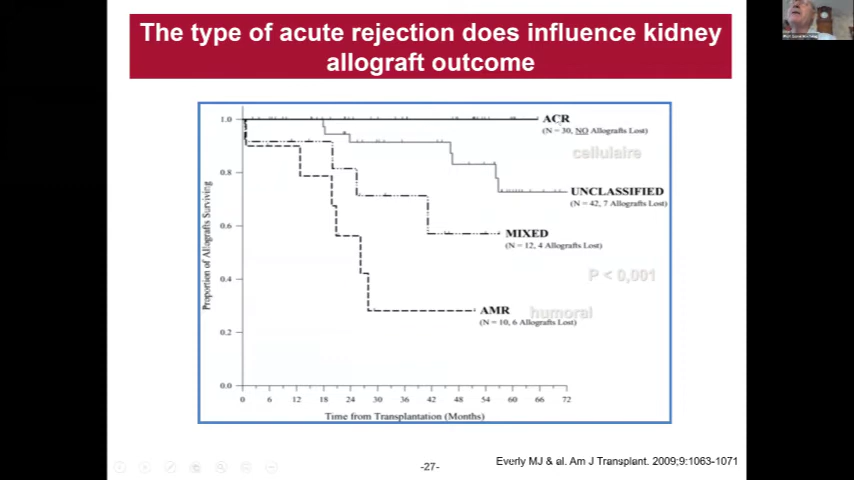 The type of acute rejection does influence kidney
allograft outcome
1.0
0.8
0.6
0.4
0.2
0.0
Proportion of Allografts Surviving
ACR
(N = 30, NO Allografts Lost)
cellulaire
UNCLASSIFIED
(N = 42, 7 Allografts Lost)
MIXED
(N = 12, 4 Allografts Lost)
P < 0,001
AMR
humoral
(N = 10, 6 Allografts Lost)
0 6 12 18 24 30 36 42 48 54 60 66 72
Time from Transplantation (Months)
Everly MJ & al. Am J Transplant. 2009;9:1063-1071
-27-